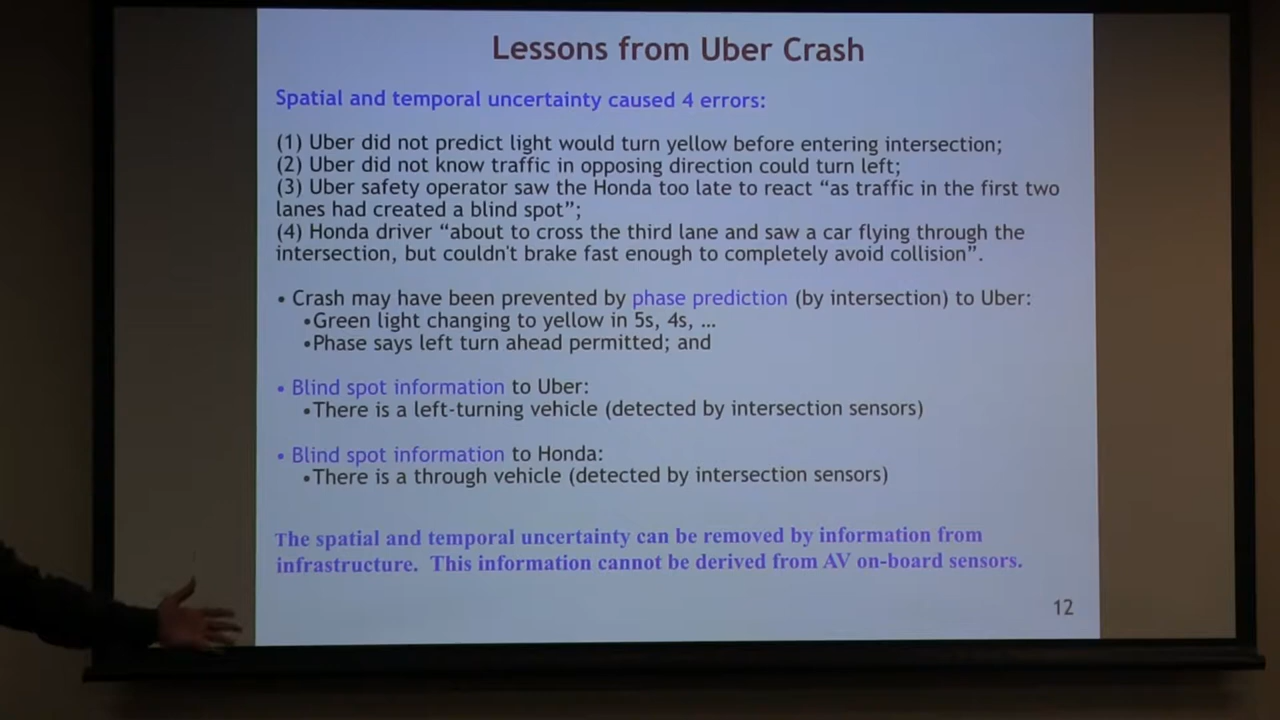 Lessons from Uber Crash
Spatial and temporal uncertainty caused 4 errors:
(1) Uber did not predict light would turn yellow before entering intersection;
(2) Uber did not know traffic in opposing direction could turn left;
(3) Uber safety operator saw the Honda too late to react “as traffic in the first two
lanes had created a blind spot”;
(4) Honda driver “about to cross the third lane and saw a car flying through the
intersection, but couldn't brake fast enough to completely avoid collision”.
• Crash may have been prevented by phase prediction (by intersection) to Uber:
•Green light changing to yellow in 5s, 4s, …
•Phase says left turn ahead permitted; and
• Blind spot information to Uber:
•There is a left-turning vehicle (detected by intersection sensors)
• Blind spot information to Honda:
•There is a through vehicle (detected by intersection sensors)
The spatial and temporal uncertainty can be removed by information from
infrastructure. This information cannot be derived from AV on-board sensors.
12